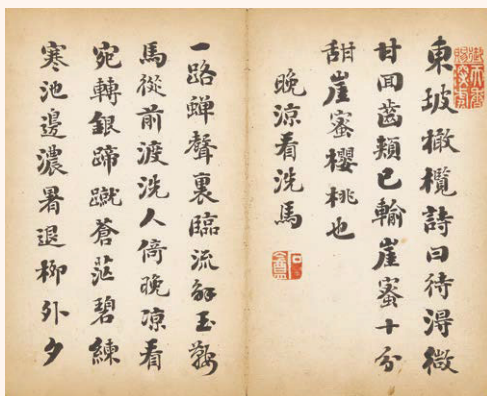 東坡橄欖詩曰待得微
甘回齒頰已輸崖蜜十分
甜崖蜜櫻桃也
晚涼看洗馬
一路蟬聲裏臨流解玉鞍
馬從前渡洗人倚晚凉看
宛轉銀蹄蹴蒼茫碧練
寒池邊濃暑退柳外夕